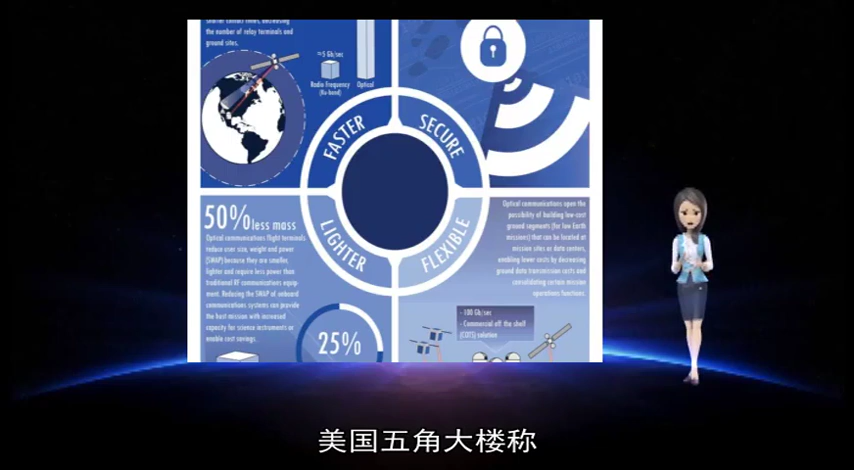 shorter contact times, decreasing
the number of relay terminals and
ground sites.
≈5 Gb/sec
Radio Frequency
(Ka-band)
Optical
FASTER
SECURE
LIGHTER
FLEXIBLE
50% less mass
Optical communications flight terminals
reduce user size, weight and power
(SWAP) because they are smaller,
lighter and require less power than
traditional RF communications equip-
ment. Reducing the SWAP of onboard
communications systems can provide
the host mission with increased
capacity for science instruments or
enable cost savings.
25%
Optical communications open the
possibility of building low-cost
ground segments (for low Earth
missions) that can be located at
mission sites or data centers,
enabling lower costs by decreasing
ground data transmission costs and
consolidating certain mission
operations functions.
- 100 Gb/sec
- Commercial off the shelf
(COTS) solution
美国五角大楼称